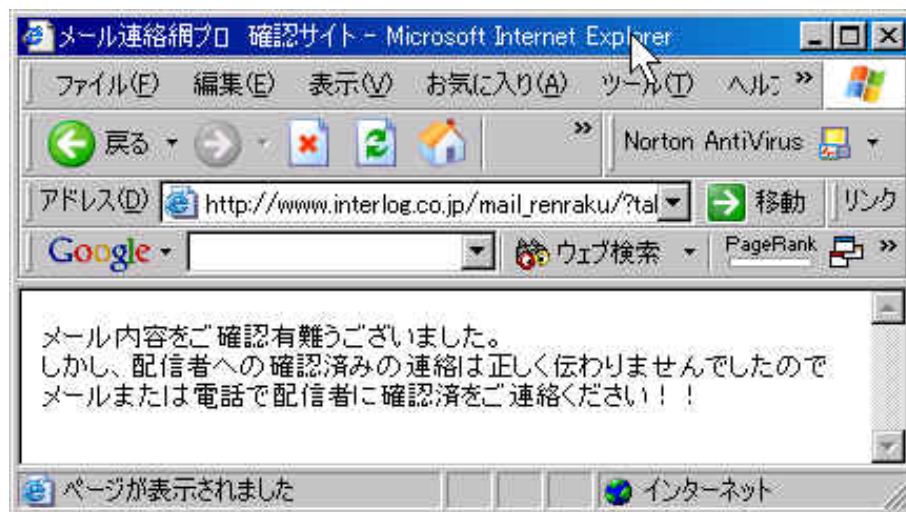 メール連絡網プロ 確認サイト - Microsoft Internet Explorer
ファイル(F) 編集(E) 表示(V) お気に入り(A) ツール(T) ヘルプ »
戻る » Norton AntiVirus
アドレス(D) http://www.interlog.co.jp/mail_renraku/?tal 移動 リンク
Google ウェブ検索 PageRank »
メール内容をご確認有難うございました。
しかし、配信者への確認済みの連絡は正しく伝わりませんでしたので
メールまたは電話で配信者に確認済をご連絡ください！！
ページが表示されました インターネット